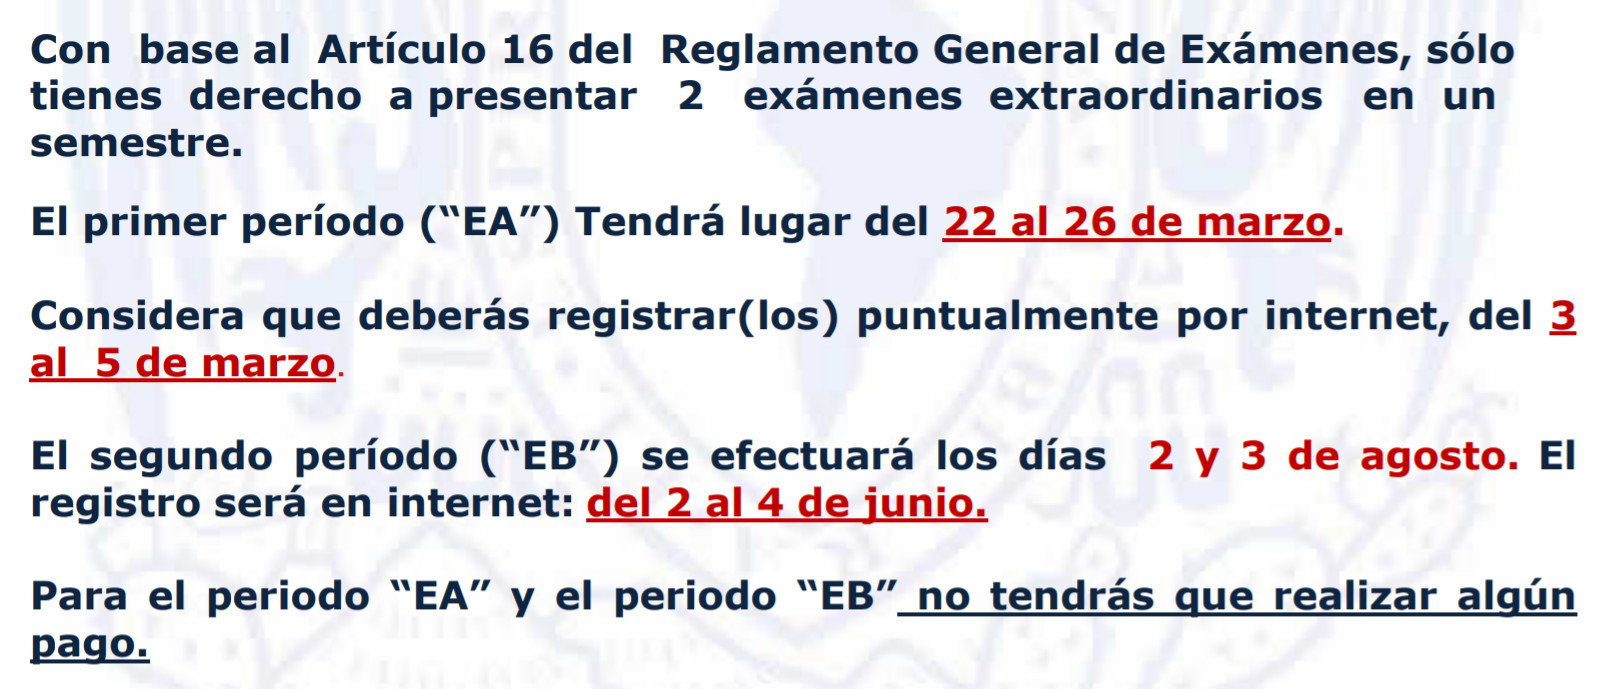 Con base al Artículo 16 del Reglamento General de Exámenes, sólo
tienes derecho a presentar 2 exámenes extraordinarios en un
semestre.
El primer período (“EA”) Tendrá lugar del 22 al 26 de marzo.
Considera que deberás registrar(los) puntualmente por internet, del 3
al 5 de marzo.
El segundo período (“EB”) se efectuará los días 2 y 3 de agosto. El
registro será en internet: del 2 al 4 de junio.
Para el periodo “EA” y el periodo “EB” no tendrás que realizar algún
pago.